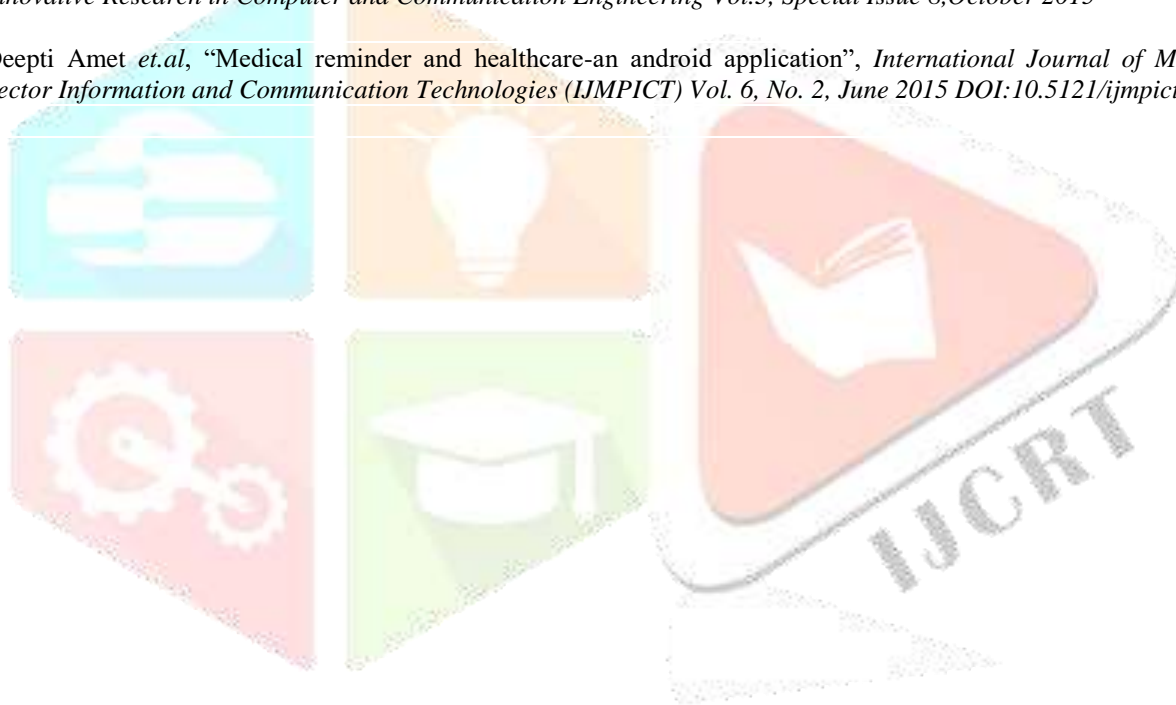 Innovative Research in Computer and Communication Engineering Vol.3, Special Issue 8,October 2015
Deepti Amet et.al, “Medical reminder and healthcare-an android application”, International Journal of
Sector Information and Communication Technologies (IJMPICT) Vol. 6, No. 2, June 2015 DOI:10.5121/ijmpict
IJCRT